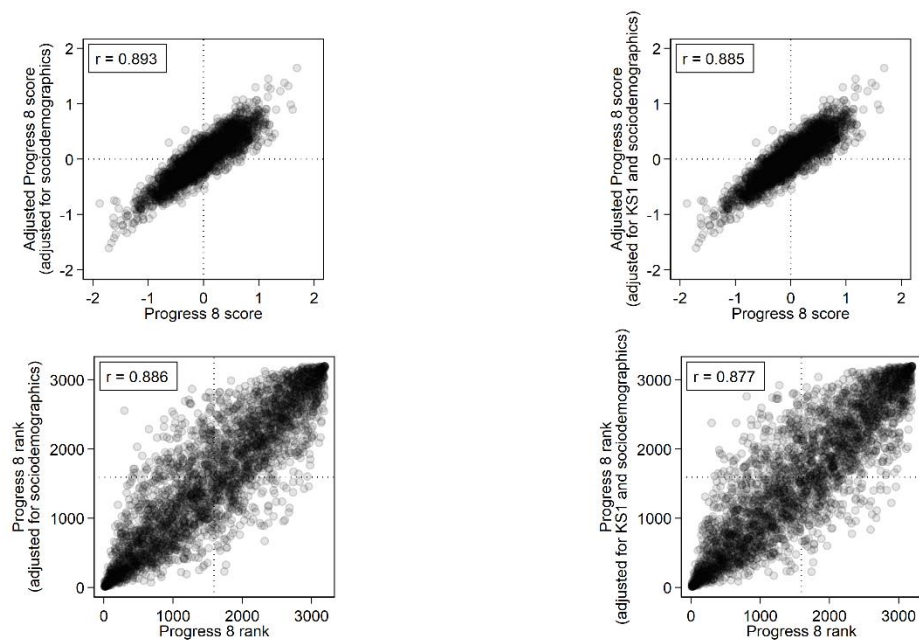 Adjusted Progress 8 score
(adjusted for sociodemographics)
r = 0.893
2
1
0
-1
-2
-2 -1 0 1 2
Progress 8 score
Adjusted Progress 8 score
(adjusted for KS1 and sociodemographics)
r = 0.885
2
1
0
-1
-2
-2 -1 0 1 2
Progress 8 score
Progress 8 rank
(adjusted for sociodemographics)
r = 0.886
3000
2000
1000
0
0 1000 2000 3000
Progress 8 rank
Progress 8 rank
(adjusted for KS1 and sociodemographics)
r = 0.877
3000
2000
1000
0
0 1000 2000 3000
Progress 8 rank